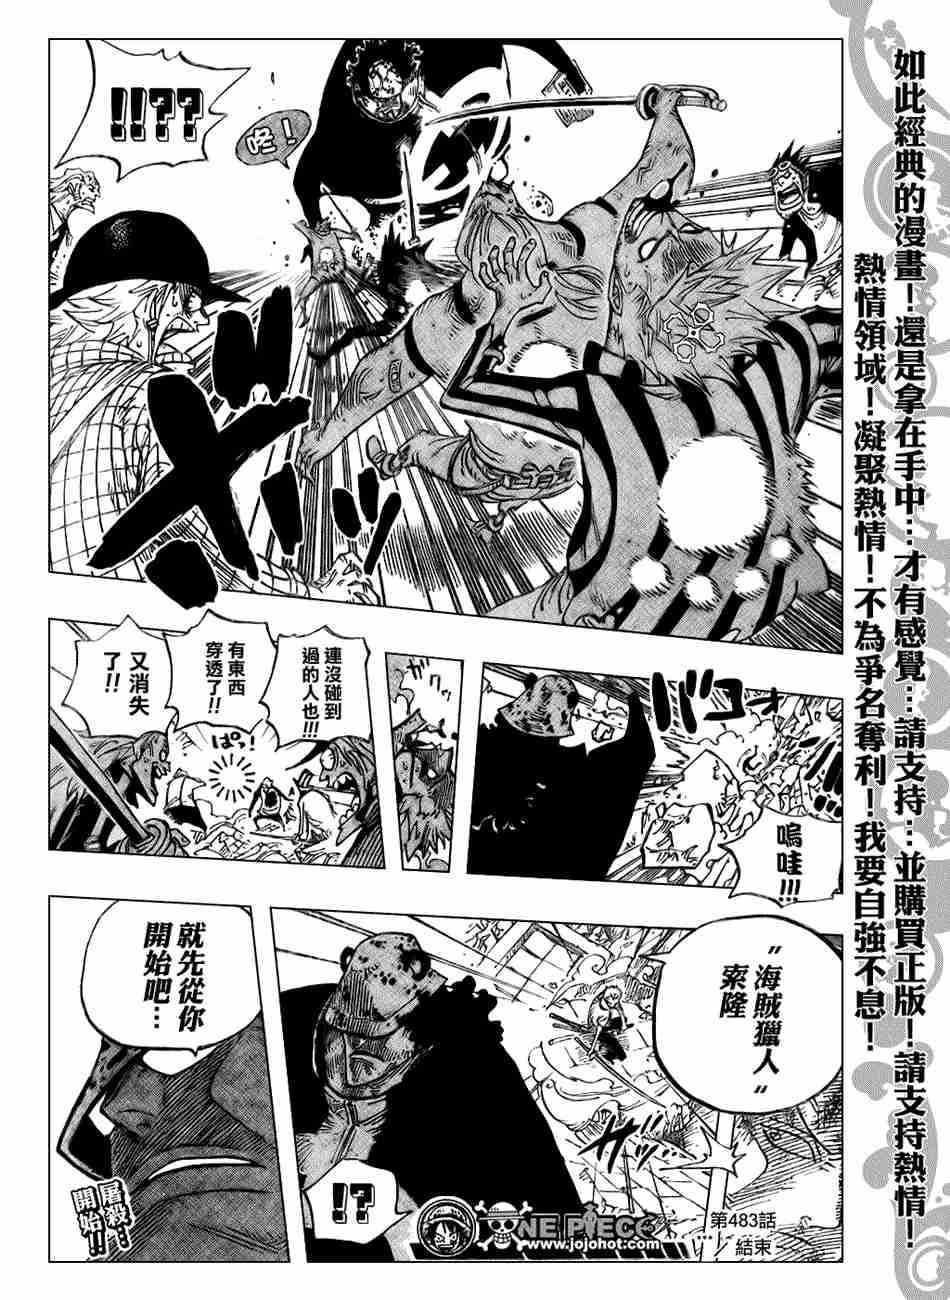 如此經典的漫畫！還是拿在手中…才有感覺…請支持…並購買正版！請支持熱情！
熱情領域！凝聚熱情！不為爭名奪利！我要自強不息！
!!??
咚！
嗚哇!!!
連沒碰到
過的人也!!!
有東西
穿透了!!
ぱっ!
又消失
了!!
"海賊獵人"
索隆
!?
就先從你
開始吧…
屠殺，
開始!!
ONE PIECE
www.jojohot.com
第483話
…／結束